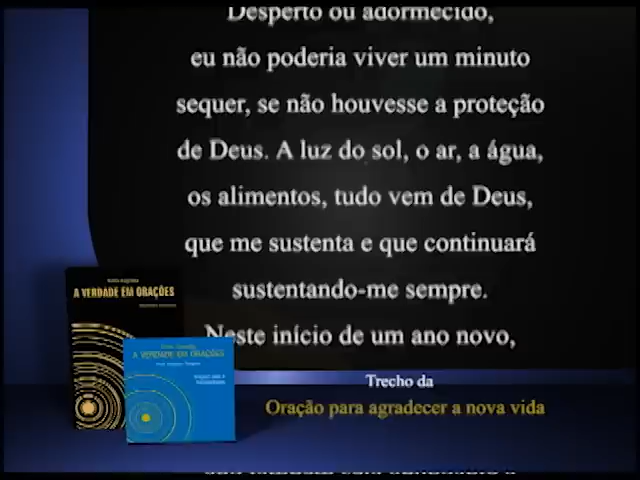 Desperto ou adormecido,
eu não poderia viver um minuto
sequer, se não houvesse a proteção
de Deus. A luz do sol, o ar, a água,
os alimentos, tudo vem de Deus,
que me sustenta e que continuará
sustentando-me sempre.
Neste início de um ano novo,
A VERDADE EM ORAÇÕES
A VERDADE EM ORAÇÕES
Trecho da
Oração para agradecer a nova vida